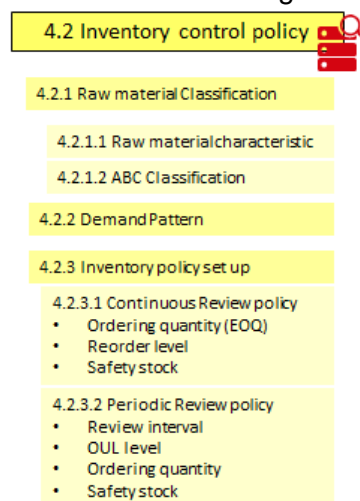 4.2 Inventory control policy
4.2.1 Raw material Classification
4.2.1.1 Raw material characteristic
4.2.1.2 ABC Classification
4.2.2 Demand Pattern
4.2.3 Inventory policy set up
4.2.3.1 Continuous Review policy
• Ordering quantity (EOQ)
• Reorder level
• Safety stock
4.2.3.2 Periodic Review policy
• Review interval
• OUL level
• Ordering quantity
• Safety stock